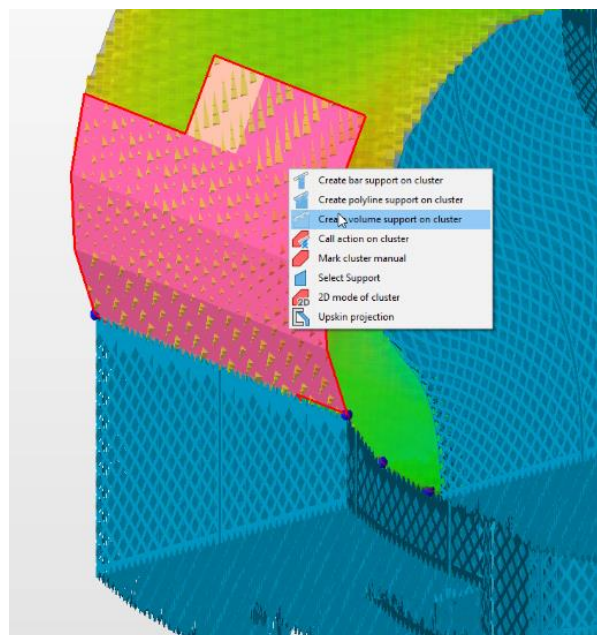 Create bar support on cluster
Create polyline support on cluster
Create volume support on cluster
Call action on cluster
Mark cluster manual
Select Support
2D mode of cluster
Upskin projection